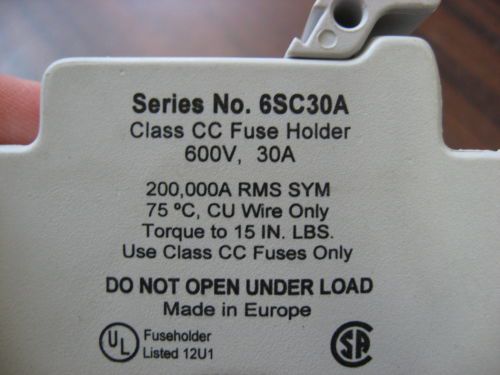 Series No. 6SC30A
Class CC Fuse Holder
600V, 30A
200,000A RMS SYM
75 ºC, CU Wire Only
Torque to 15 IN. LBS.
Use Class CC Fuses Only
DO NOT OPEN UNDER LOAD
Made in Europe
UL Fuseholder
Listed 12U1
SA